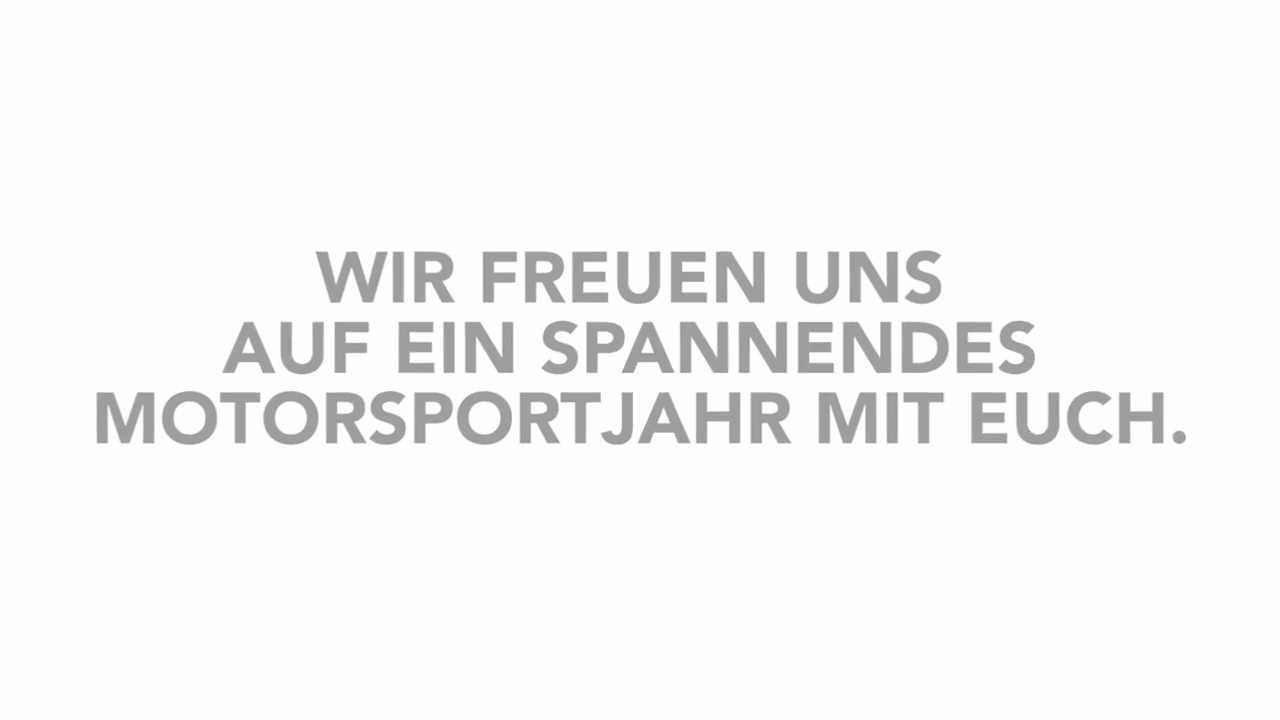 WIR FREUEN UNS
AUF EIN SPANNENDES
MOTORSPORTJAHR MIT EUCH.